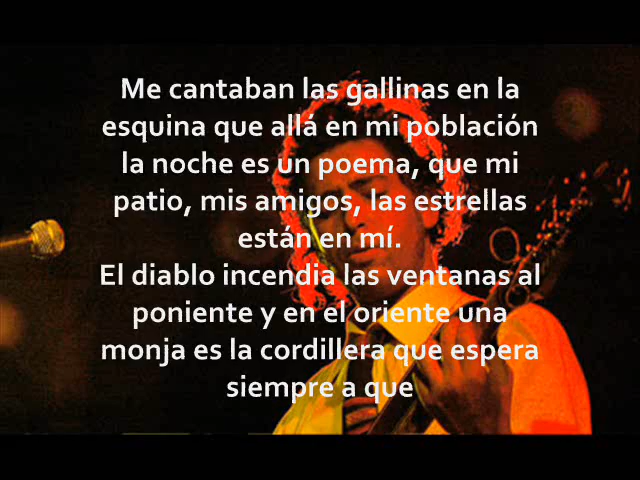 Me cantaban las gallinas en la
esquina que allá en mi población
la noche es un poema, que mi
patio, mis amigos, las estrellas
están en mí.
El diablo incendia las ventanas al
poniente y en el oriente una
monja es la cordillera que espera
siempre a que